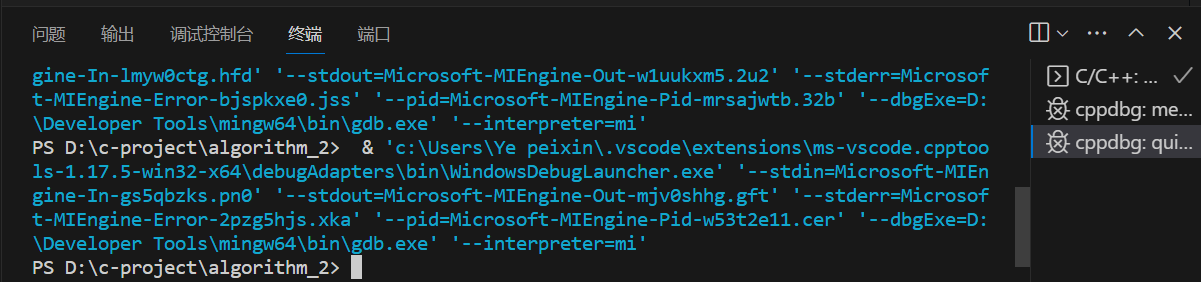 问题 输出 调试控制台 终端 端口
gine-In-lmyw0ctg.hfd' '--stdout=Microsoft-MIEngine-Out-w1uukxm5.2u2' '--stderr=Microsof
t-MIEngine-Error-bjspkxe0.jss' '--pid=Microsoft-MIEngine-Pid-mrsajwtb.32b' '--dbgExe=D:
\Developer Tools\mingw64\bin\gdb.exe' '--interpreter=mi'
PS D:\c-project\algorithm_2>  & 'c:\Users\Ye peixin\.vscode\extensions\ms-vscode.cpptoo
ls-1.17.5-win32-x64\debugAdapters\bin\WindowsDebugLauncher.exe' '--stdin=Microsoft-MIEn
gine-In-gs5qbzks.pn0' '--stdout=Microsoft-MIEngine-Out-mjv0shhg.gft' '--stderr=Microsof
t-MIEngine-Error-2pzg5hjs.xka' '--pid=Microsoft-MIEngine-Pid-w53t2e11.cer' '--dbgExe=D:
\Developer Tools\mingw64\bin\gdb.exe' '--interpreter=mi'
PS D:\c-project\algorithm_2>
C/C++: ...
cppdbg: me...
cppdbg: qui...